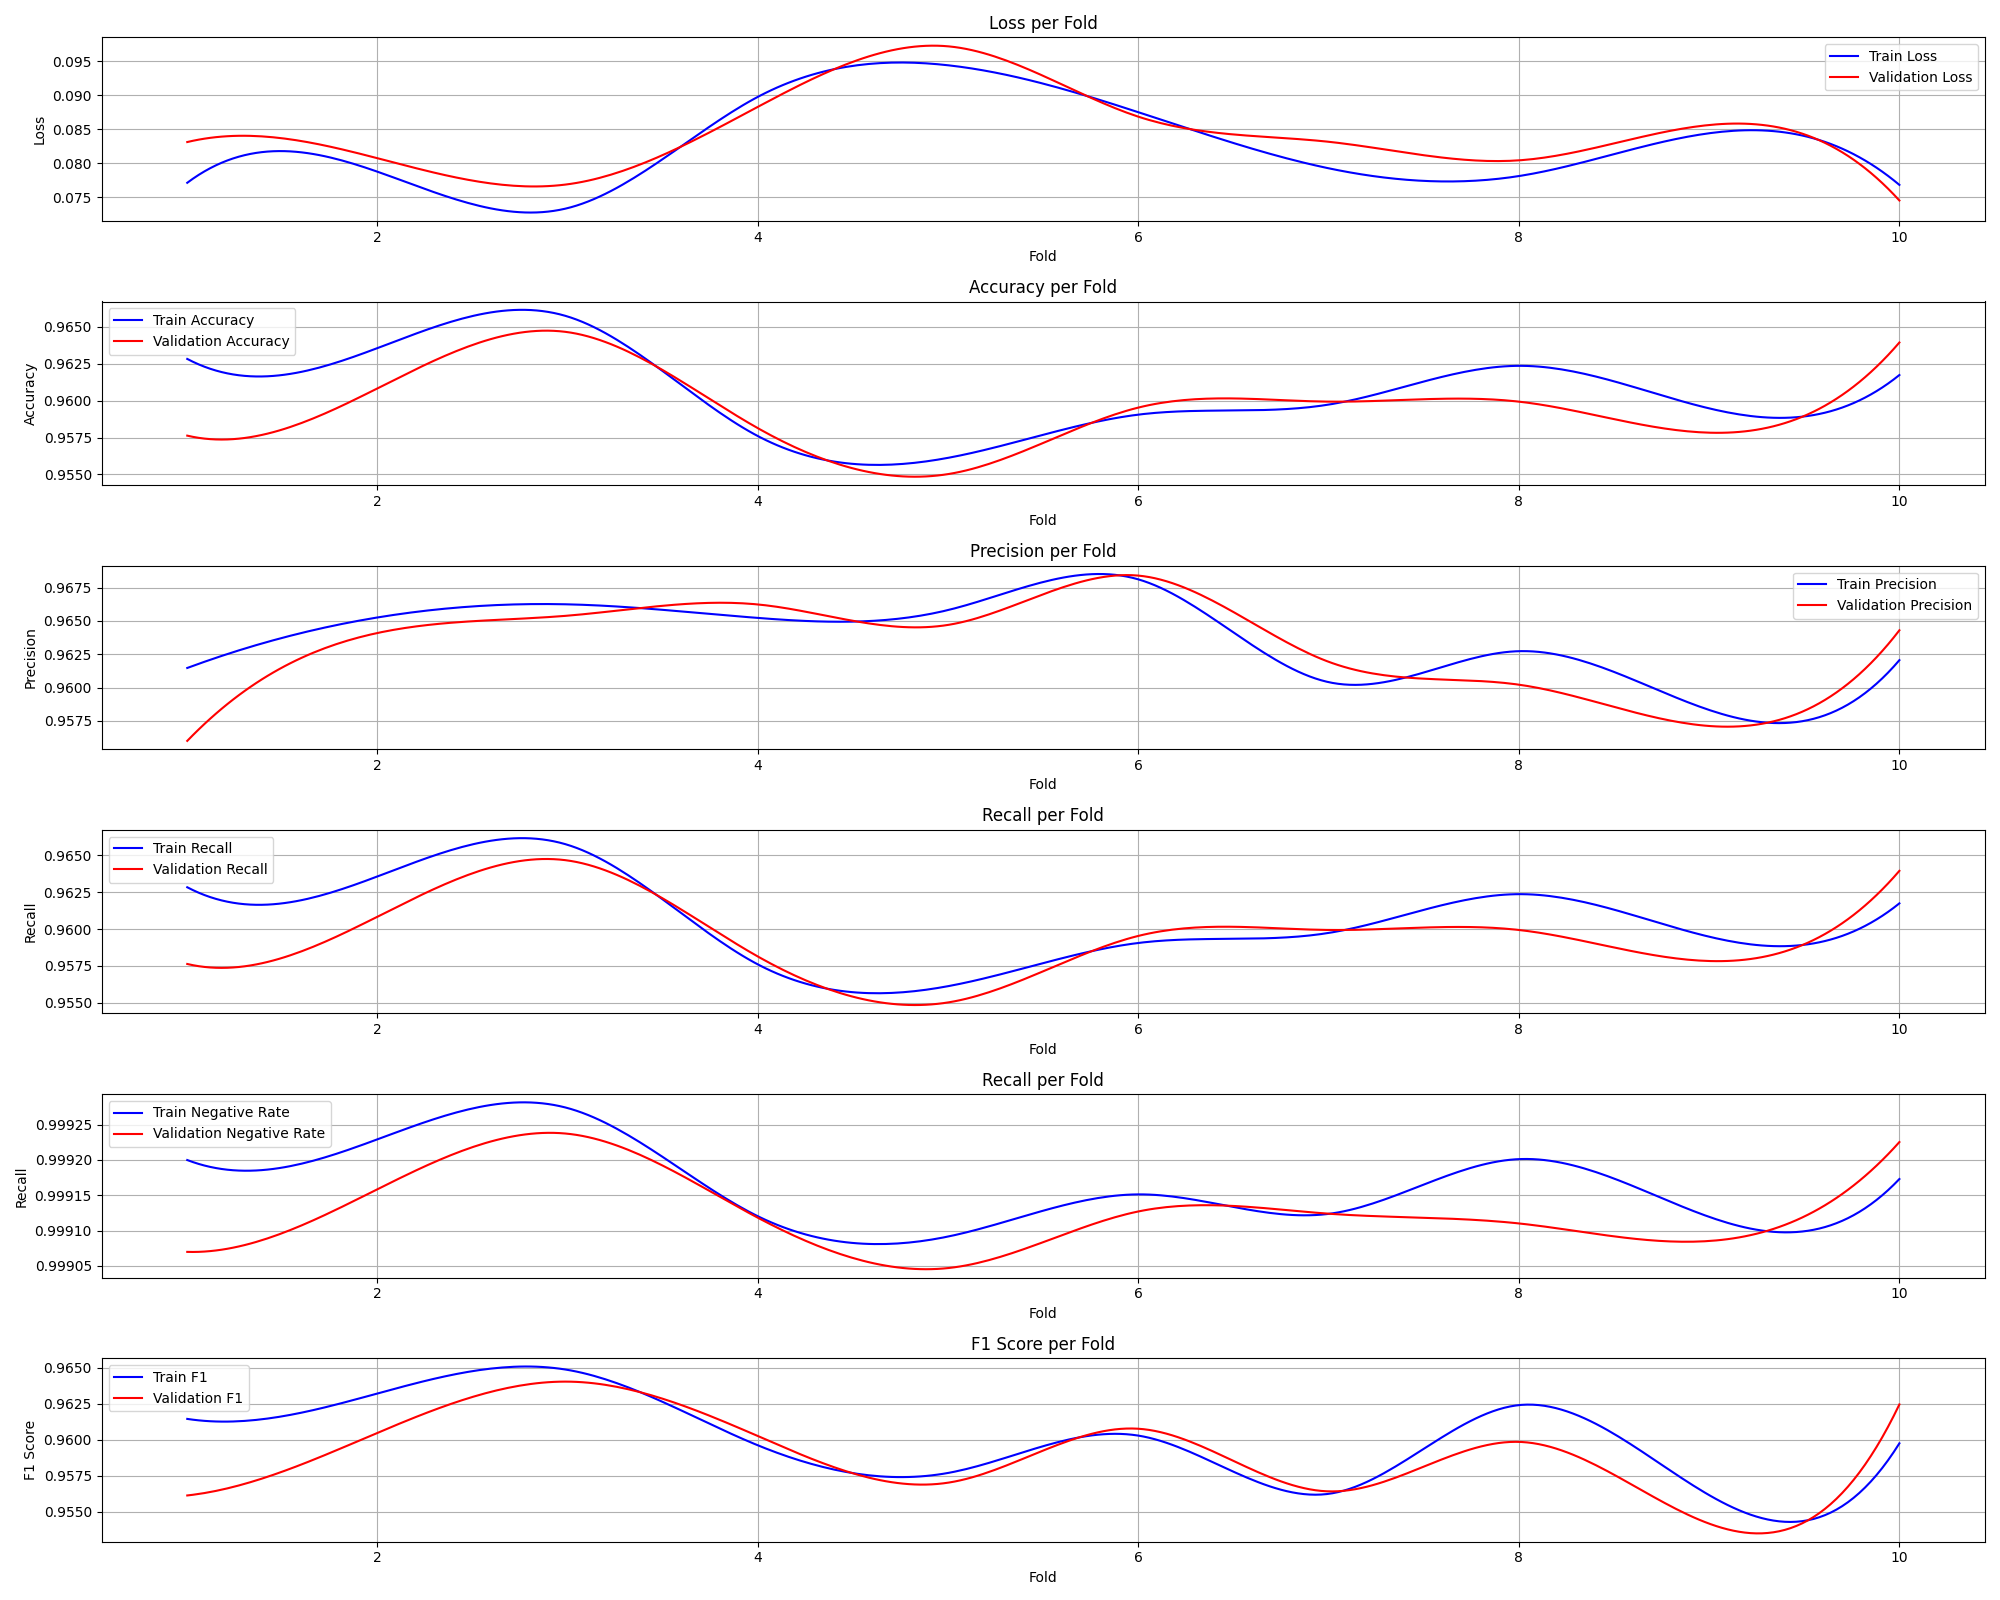 Loss per Fold
Train Loss
Validation Loss
Loss
0.095
0.090
0.085
0.080
0.075
2 4 6 8 10
Fold
Accuracy per Fold
Train Accuracy
Validation Accuracy
Accuracy
0.9650
0.9625
0.9600
0.9575
0.9550
2 4 6 8 10
Fold
Precision per Fold
Train Precision
Validation Precision
Precision
0.9675
0.9650
0.9625
0.9600
0.9575
2 4 6 8 10
Fold
Recall per Fold
Train Recall
Validation Recall
Recall
0.9650
0.9625
0.9600
0.9575
0.9550
2 4 6 8 10
Fold
Recall per Fold
Train Negative Rate
Validation Negative Rate
Recall
0.99925
0.99920
0.99915
0.99910
0.99905
2 4 6 8 10
Fold
F1 Score per Fold
Train F1
Validation F1
F1 Score
0.9650
0.9625
0.9600
0.9575
0.9550
2 4 6 8 10
Fold